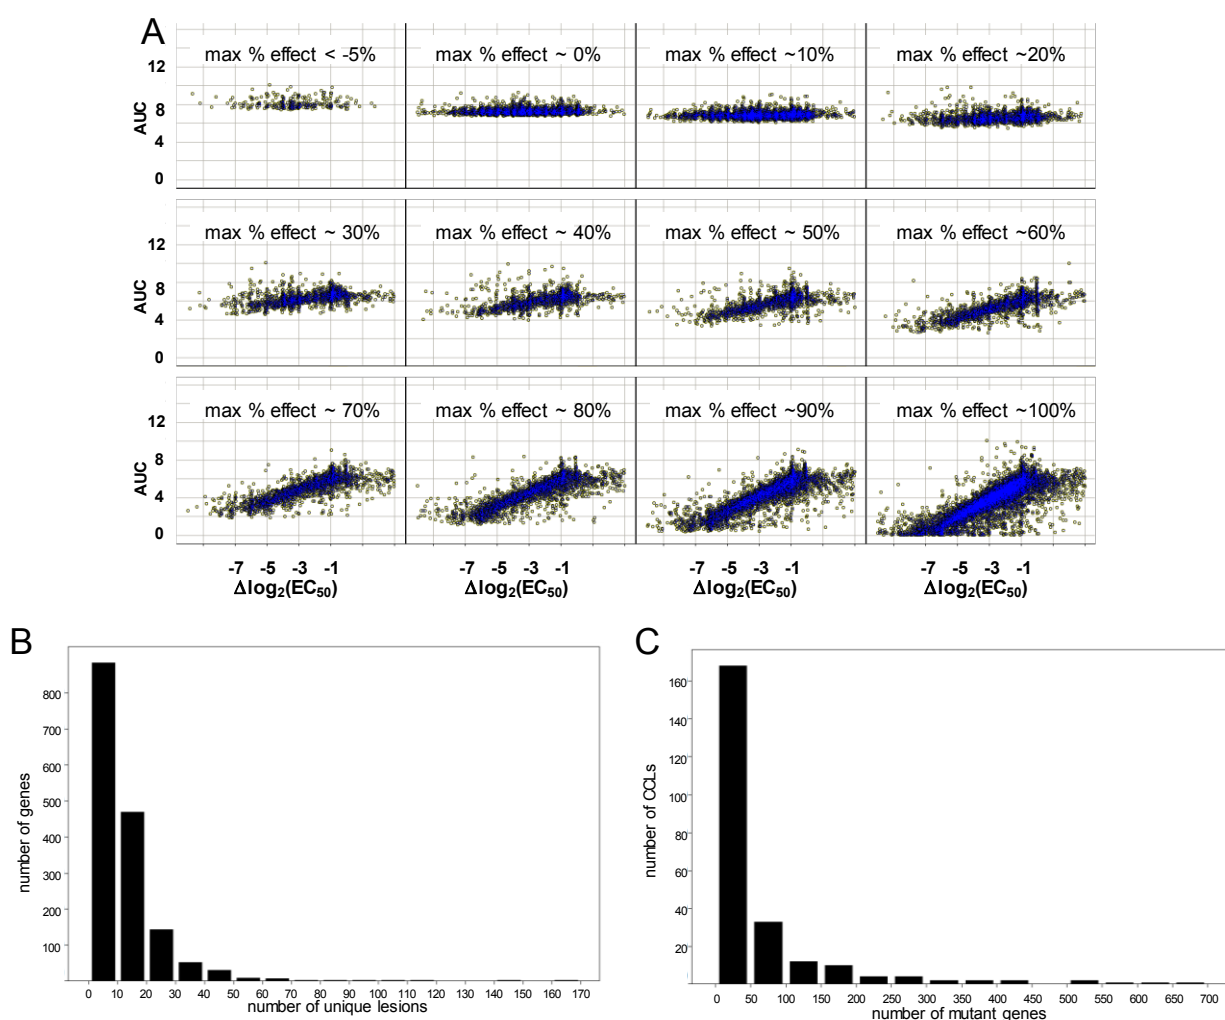 A
max % effect < -5%
max % effect ~ 0%
max % effect ~10%
max % effect ~20%
12
8
4
0
AUC
max % effect ~ 30%
max % effect ~ 40%
max % effect ~ 50%
max % effect ~60%
12
8
4
0
AUC
max % effect ~ 70%
max % effect ~ 80%
max % effect ~90%
max % effect ~100%
12
8
4
0
AUC
-7 -5 -3 -1 -7 -5 -3 -1 -7 -5 -3 -1 -7 -5 -3 -1
Δlog₂(EC₅₀) Δlog₂(EC₅₀) Δlog₂(EC₅₀) Δlog₂(EC₅₀)
B
800
700
600
500
400
300
200
100
number of genes
0 10 20 30 40 50 60 70 80 90 100 110 120 130 140 150 160 170
number of unique lesions
C
160
140
120
100
80
60
40
20
number of CCLs
0 50 100 150 200 250 300 350 400 450 500 550 600 650 700
number of mutant genes